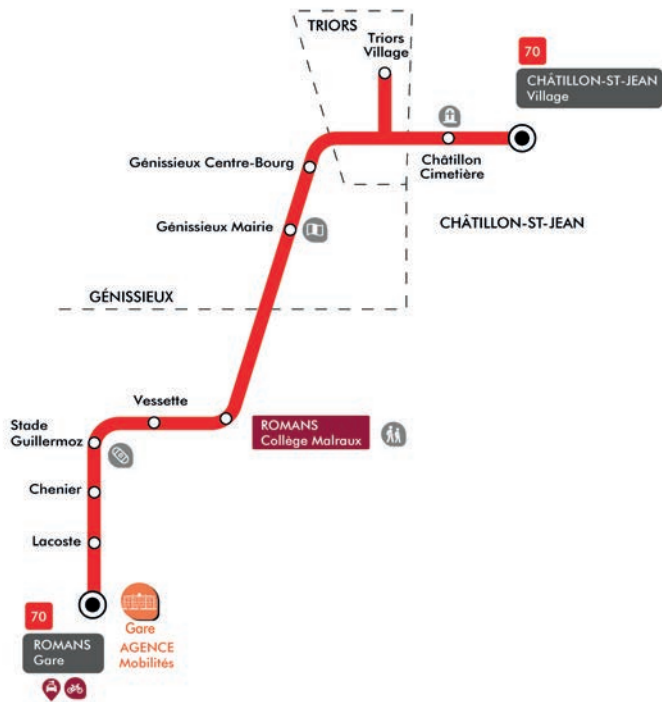 TRIORS
Triors
Village
70
CHÂTILLON-ST-JEAN
Village
Génissieux Centre-Bourg
Châtillon
Cimetière
Génissieux Mairie
CHÂTILLON-ST-JEAN
GÉNISSIEUX
Vessette
Stade
Guillermoz
ROMANS
Collège Malraux
Chenier
Lacoste
70
ROMANS
Gare
Gare
AGENCE
Mobilités